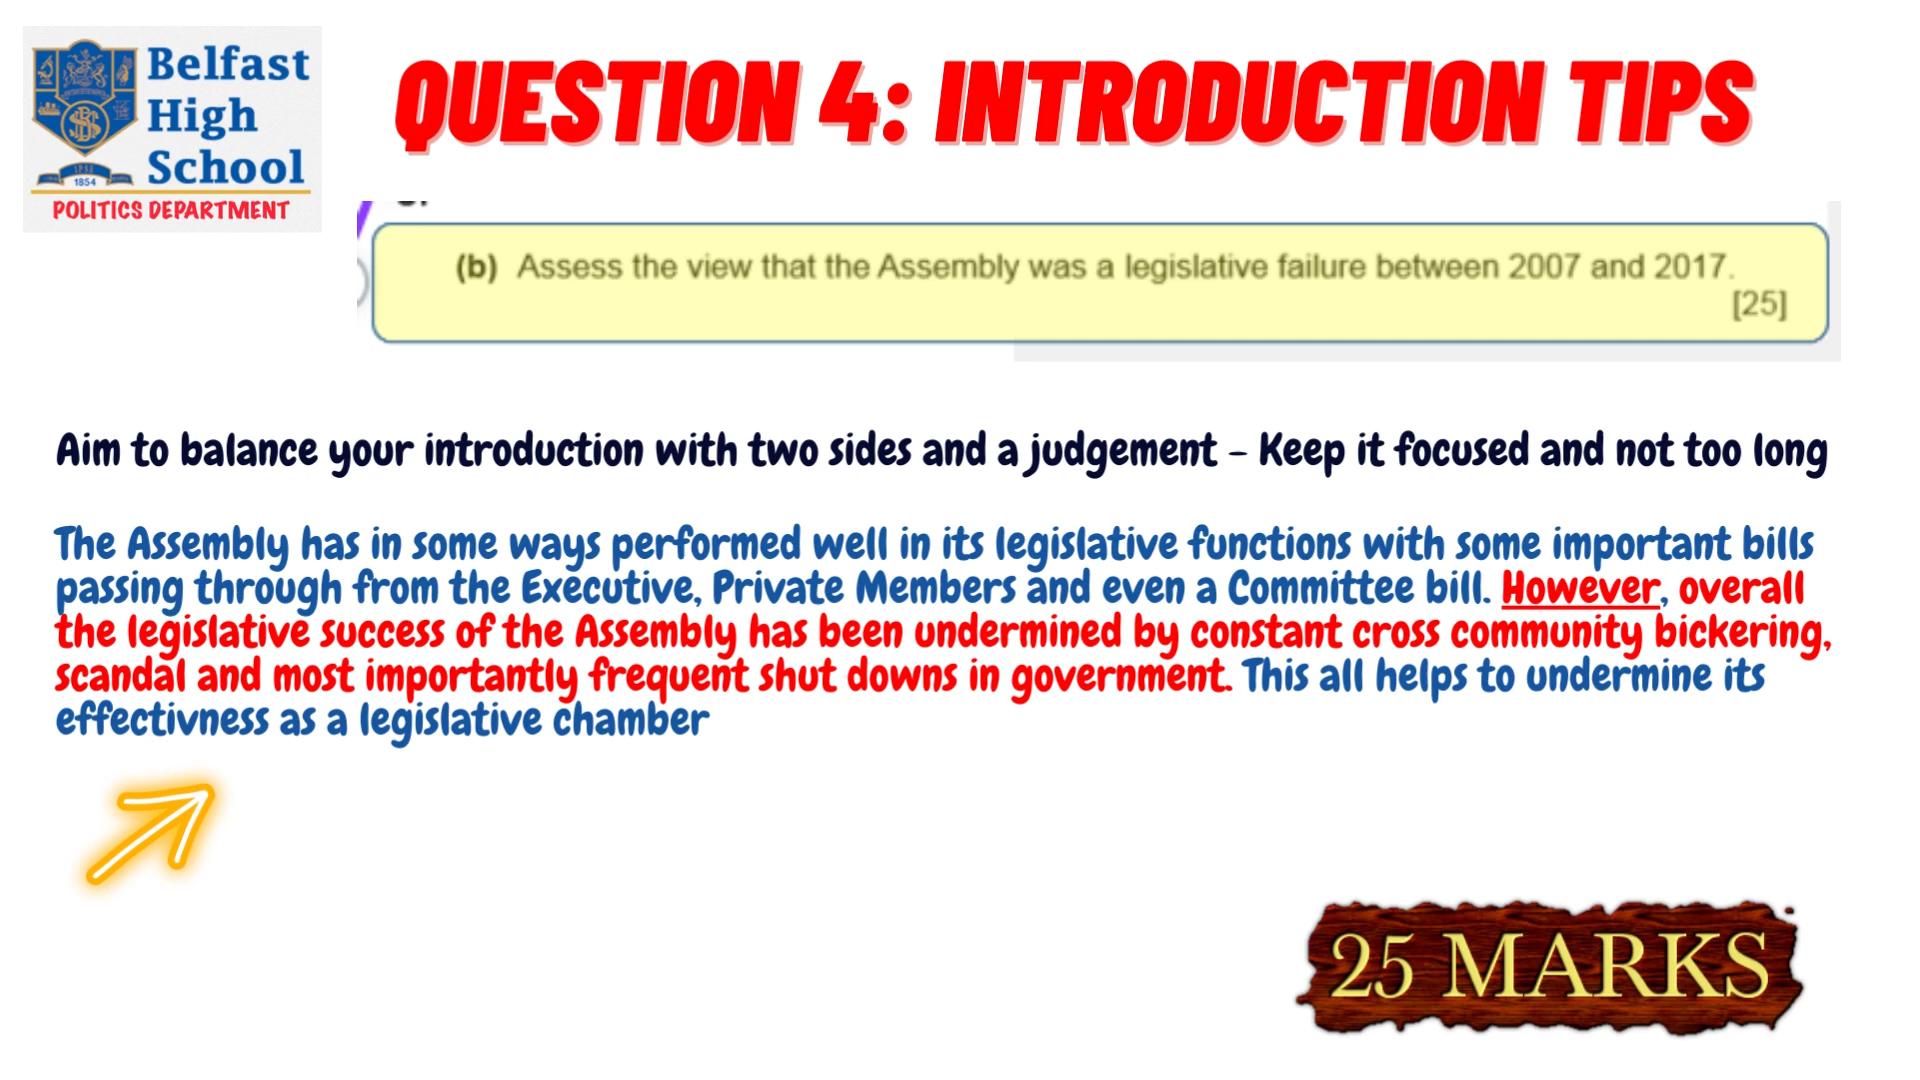 Belfast
High
School
1854
POLITICS DEPARTMENT
QUESTION 4: INTRODUCTION TIPS
(b) Assess the view that the Assembly was a legislative failure between 2007 and 2017.
[25]
Aim to balance your introduction with two sides and a judgement - Keep it focused and not too long
The Assembly has in some ways performed well in its legislative functions with some important bills
passing through from the Executive, Private Members and even a Committee bill. However, overall
the legislative success of the Assembly has been undermined by constant cross community bickering,
scandal and most importantly frequent shut downs in government. This all helps to undermine its
effectivness as a legislative chamber
25 MARKS